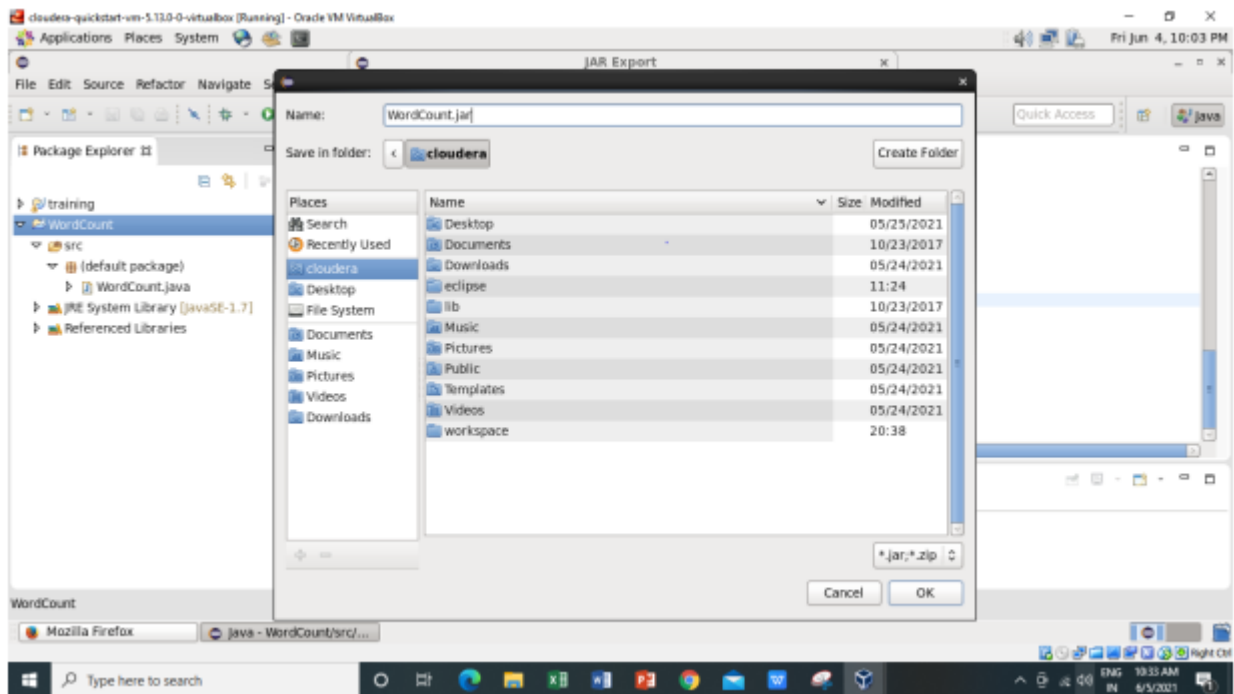 cloudera-quickstart-vm-5.13.0-0-virtualbox [Running] - Oracle VM VirtualBox
Applications Places System
Fri Jun 4, 10:03 PM
JAR Export
File Edit Source Refactor Navigate
Name: WordCount.jar
Quick Access
Java
Package Explorer
Save in folder: cloudera
Create Folder
training
WordCount
src
(default package)
WordCount.java
JRE System Library [JavaSE-1.7]
Referenced Libraries
Places
Search
Recently Used
cloudera
Desktop
File System
Documents
Music
Pictures
Videos
Downloads
Name Size Modified
Desktop 05/25/2021
Documents 10/23/2017
Downloads 05/24/2021
eclipse 11:24
lib 10/23/2017
Music 05/24/2021
Pictures 05/24/2021
Public 05/24/2021
Templates 05/24/2021
Videos 05/24/2021
workspace 20:38
*.jar;*.zip
Cancel OK
WordCount
Mozilla Firefox
Java - WordCount/src/...
Right Ctrl
Type here to search
ENG
IN
10:33 AM
6/5/2021